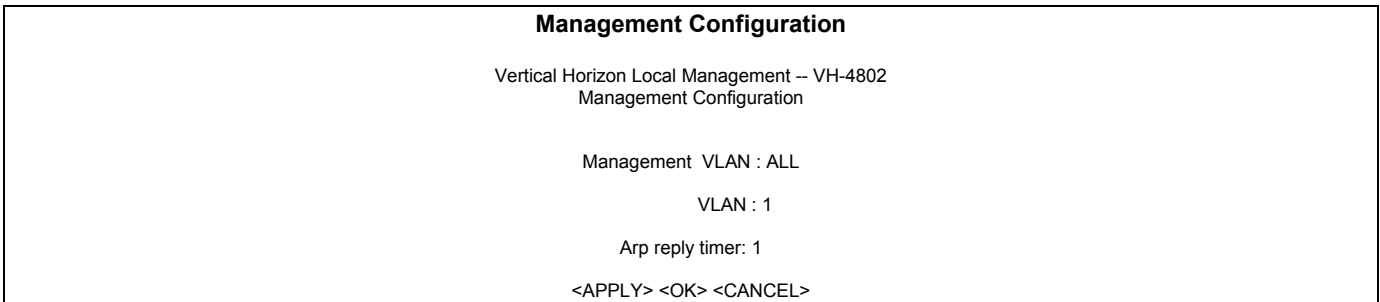 Management Configuration
Vertical Horizon Local Management -- VH-4802
Management Configuration
Management VLAN : ALL
VLAN : 1
Arp reply timer: 1
<APPLY> <OK> <CANCEL>